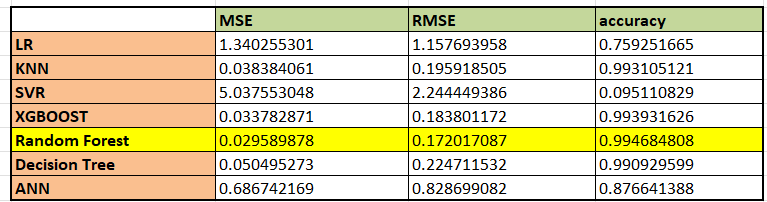 MSE RMSE accuracy
LR 1.340255301 1.157693958 0.759251665
KNN 0.038384061 0.195918505 0.993105121
SVR 5.037553048 2.244449386 0.095110829
XGBOOST 0.033782871 0.183801172 0.993931626
Random Forest 0.029589878 0.172017087 0.994684808
Decision Tree 0.050495273 0.224711532 0.990929599
ANN 0.686742169 0.828699082 0.876641388